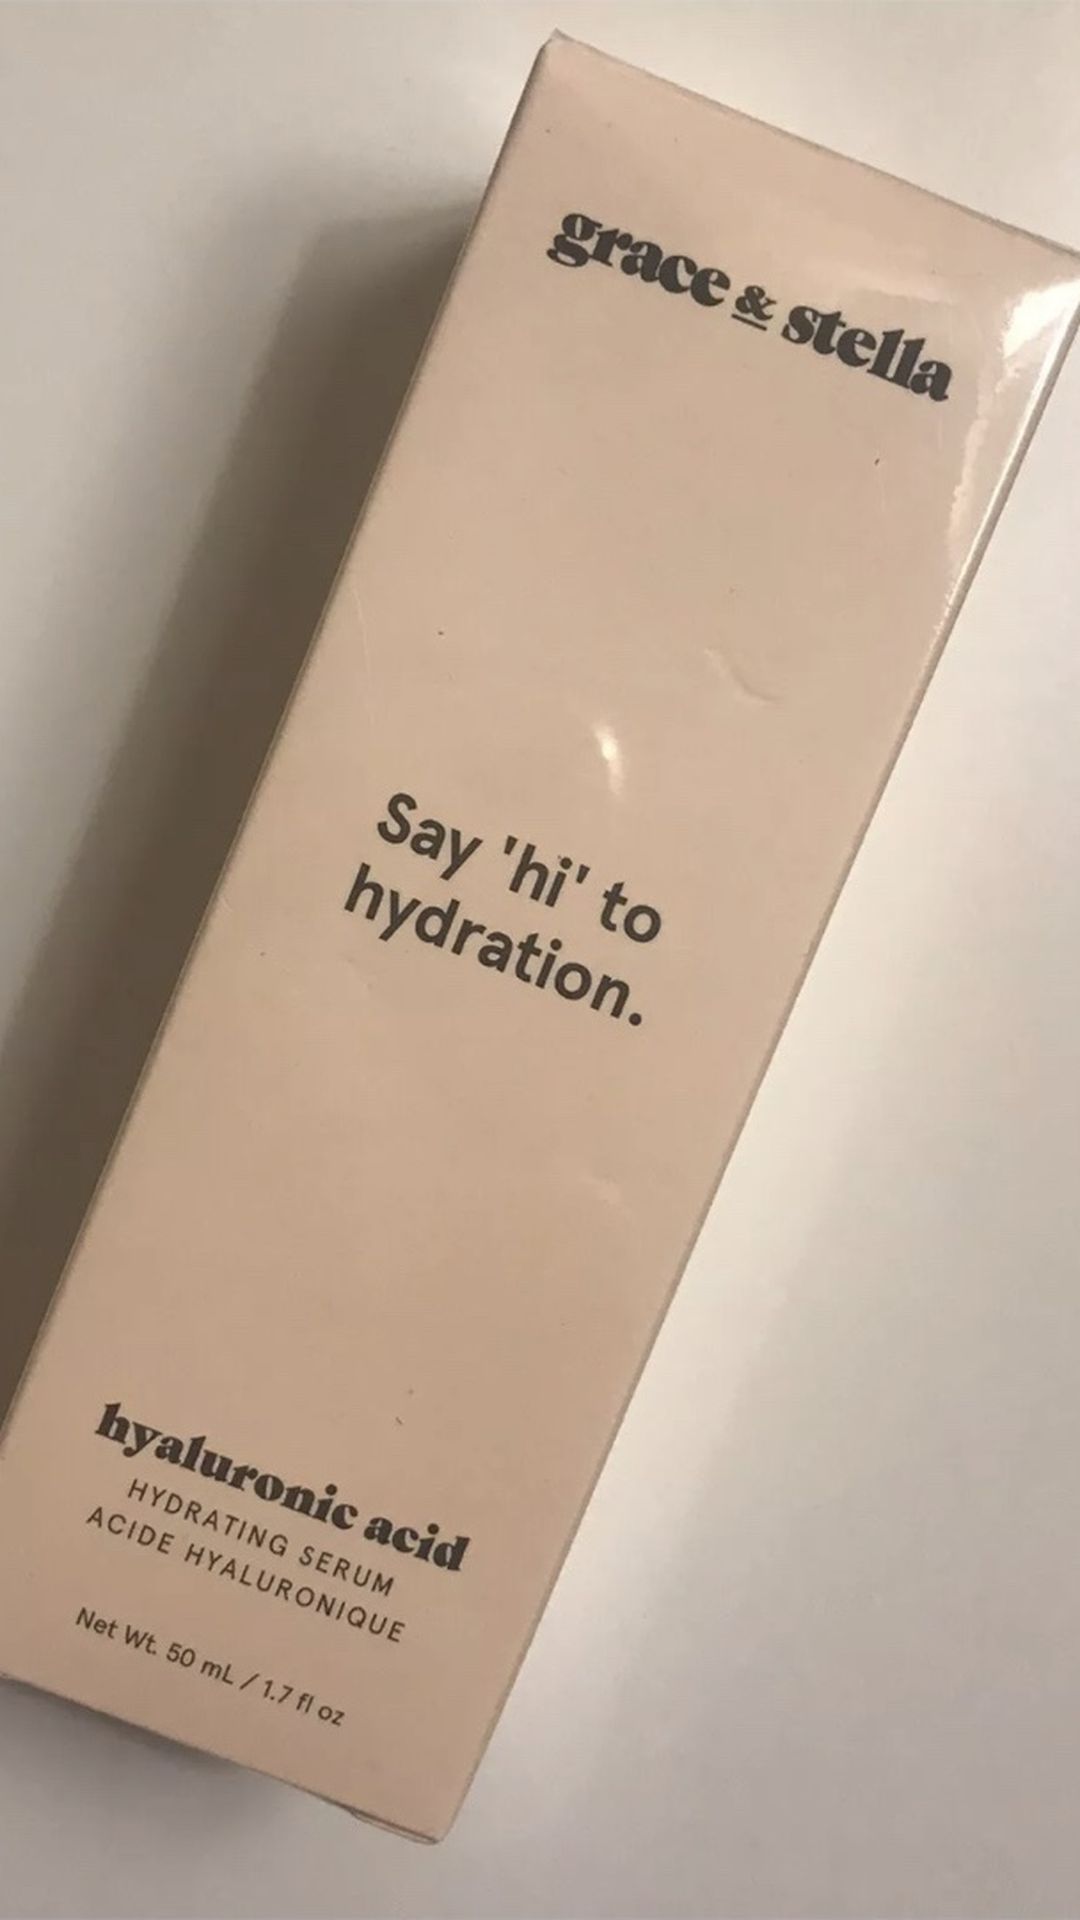 grace & stella
Say 'hi' to
hydration.
hyaluronic acid
HYDRATING SERUM
ACIDE HYALURONIQUE
Net Wt. 50 mL / 1.7 fl oz